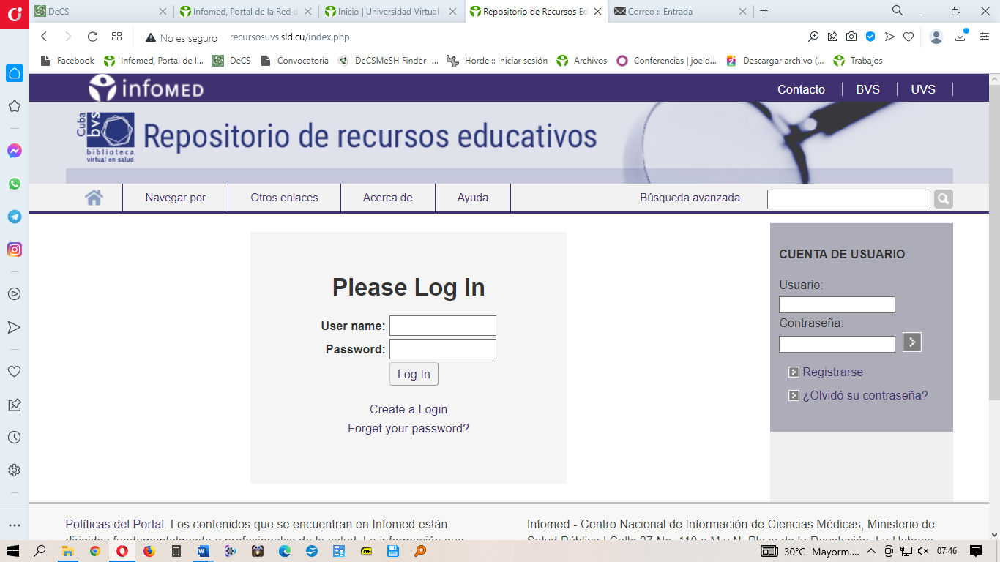 DeCS
Infomed, Portal de la Red d
Inicio | Universidad Virtual
Repositorio de Recursos Ed
Correo :: Entrada
No es seguro recursosuvs.sld.cu/index.php
Facebook
Infomed, Portal de la I...
DeCS
Convocatoria
DeCSMeSH Finder -...
Horde :: Iniciar sesión
Archivos
Conferencias | joeld...
Descargar archivo (...
Trabajos
infoMED
Contacto
BVS
UVS
Cuba
bvs
biblioteca
virtual en salud
Repositorio de recursos educativos
Navegar por
Otros enlaces
Acerca de
Ayuda
Búsqueda avanzada
Please Log In
User name:
Password:
Log In
Create a Login
Forget your password?
CUENTA DE USUARIO:
Usuario:
Contraseña:
Registrarse
¿Olvidó su contraseña?
Políticas del Portal. Los contenidos que se encuentran en Infomed están
dirigidos fundamentalmente a profesionales de la salud. La información que
Infomed - Centro Nacional de Información de Ciencias Médicas, Ministerio de
Salud Pública | Calle 27 No. 110 e M y N. Plaza de la Revolución, La Habana
30°C Mayorm.... 07:46